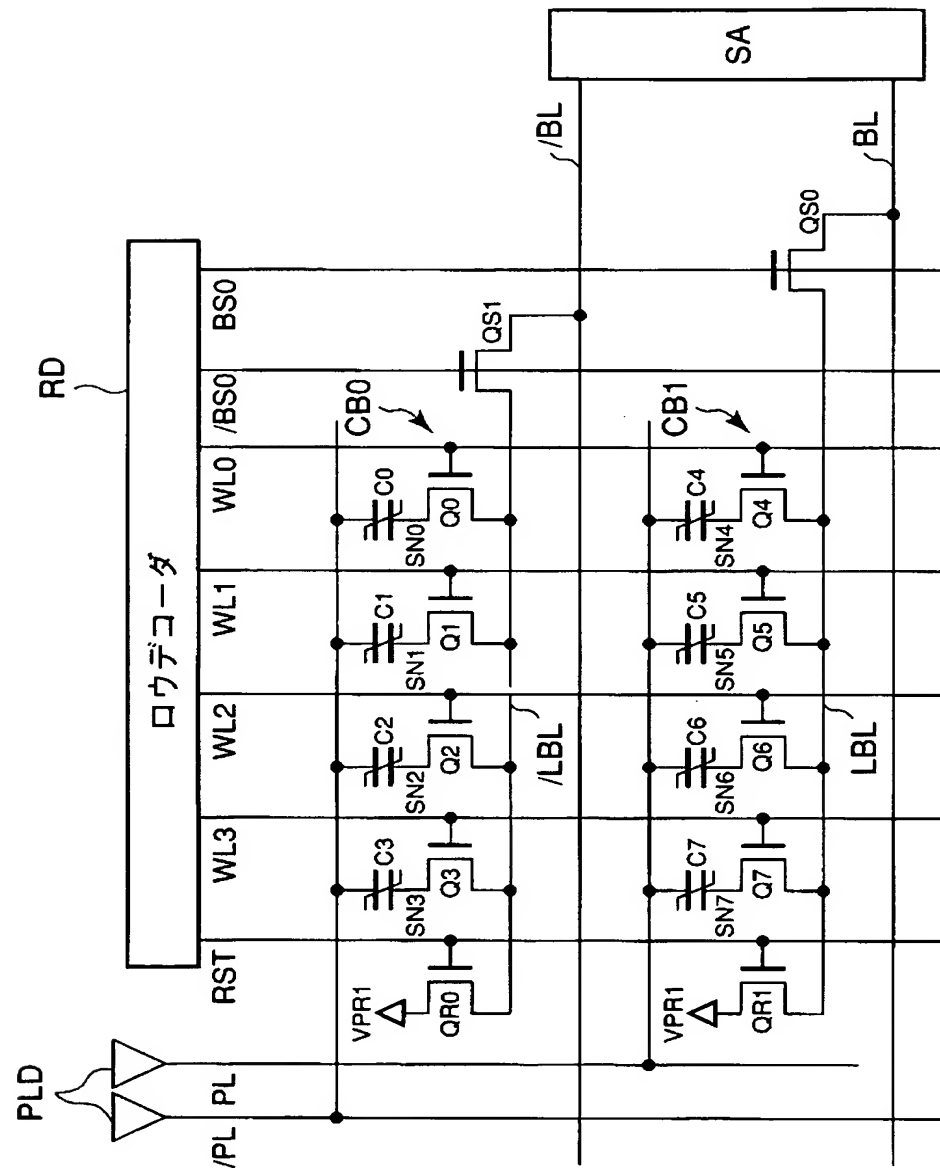 SA
/BL
BL
RD
ロウデコーダ
BS0
/BS0
WL0
WL1
WL2
WL3
RST
PLD
PL
/PL
QS1
QS0
CB0
C0
SN0
Q0
C1
SN1
Q1
C2
SN2
Q2
C3
SN3
Q3
VPR1
QR0
/LBL
CB1
C4
SN4
Q4
C5
SN5
Q5
C6
SN6
Q6
C7
SN7
Q7
VPR1
QR1
LBL